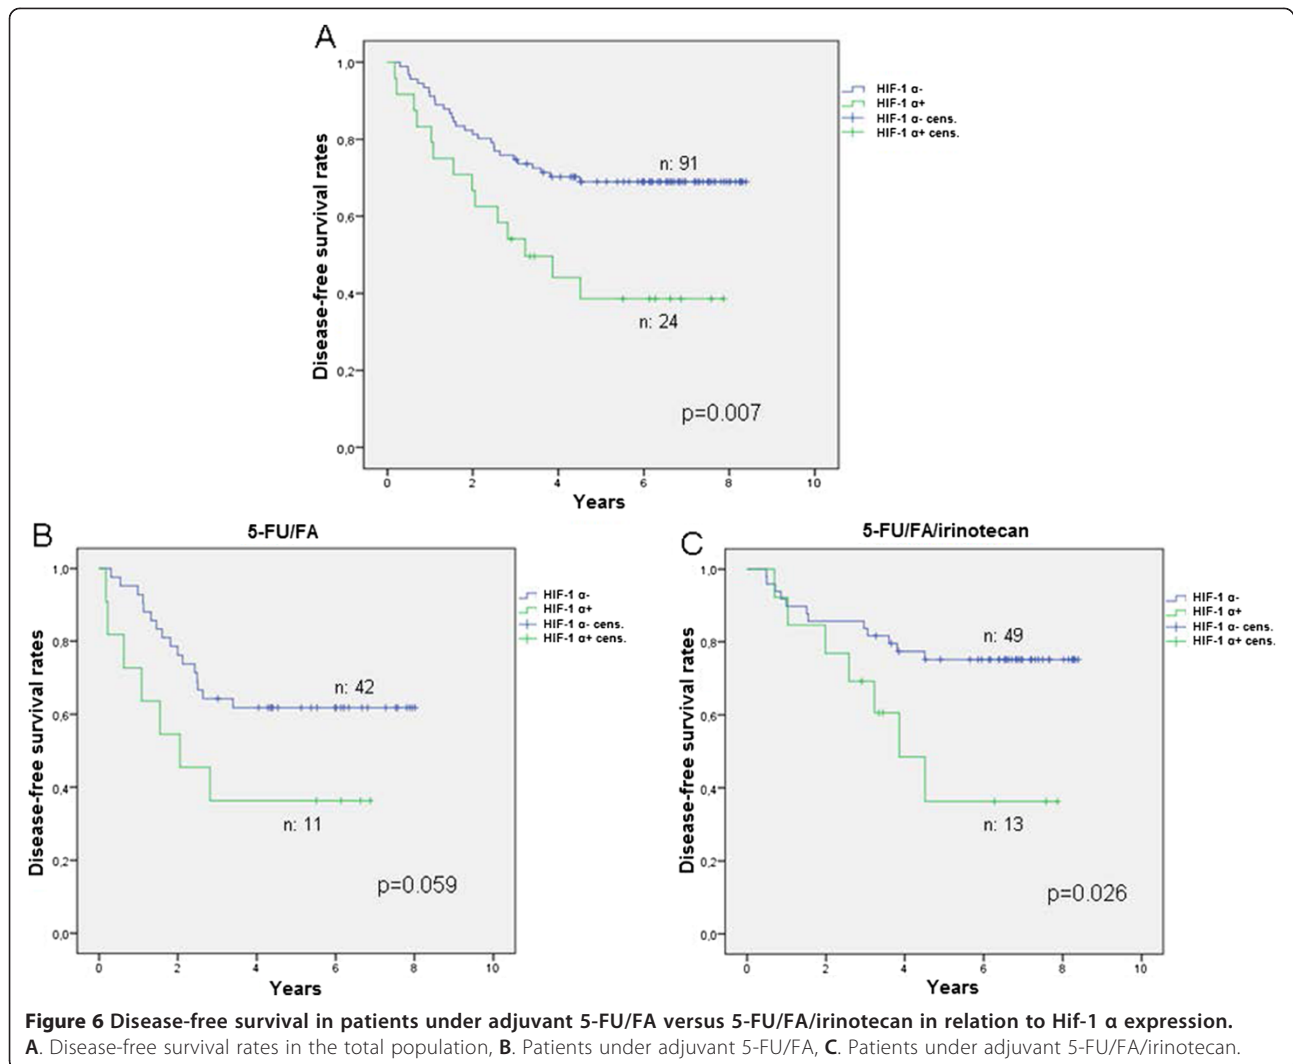 A
Disease-free survival rates
1,0
0,8
0,6
0,4
0,2
0,0
n: 91
n: 24
p=0.007
0 2 4 6 8 10
Years
HIF-1 α-
HIF-1 α+
HIF-1 α- cens.
HIF-1 α+ cens.
B
5-FU/FA
Disease-free survival rates
1,0
0,8
0,6
0,4
0,2
0,0
n: 42
n: 11
p=0.059
0 2 4 6 8 10
Years
HIF-1 α-
HIF-1 α+
HIF-1 α- cens.
HIF-1 α+ cens.
C
5-FU/FA/irinotecan
Disease-free survival rates
1,0
0,8
0,6
0,4
0,2
0,0
n: 49
n: 13
p=0.026
0 2 4 6 8 10
Years
HIF-1 α-
HIF-1 α+
HIF-1 α- cens.
HIF-1 α+ cens.
Figure 6 Disease-free survival in patients under adjuvant 5-FU/FA versus 5-FU/FA/irinotecan in relation to Hif-1 α expression.
A. Disease-free survival rates in the total population, B. Patients under adjuvant 5-FU/FA, C. Patients under adjuvant 5-FU/FA/irinotecan.